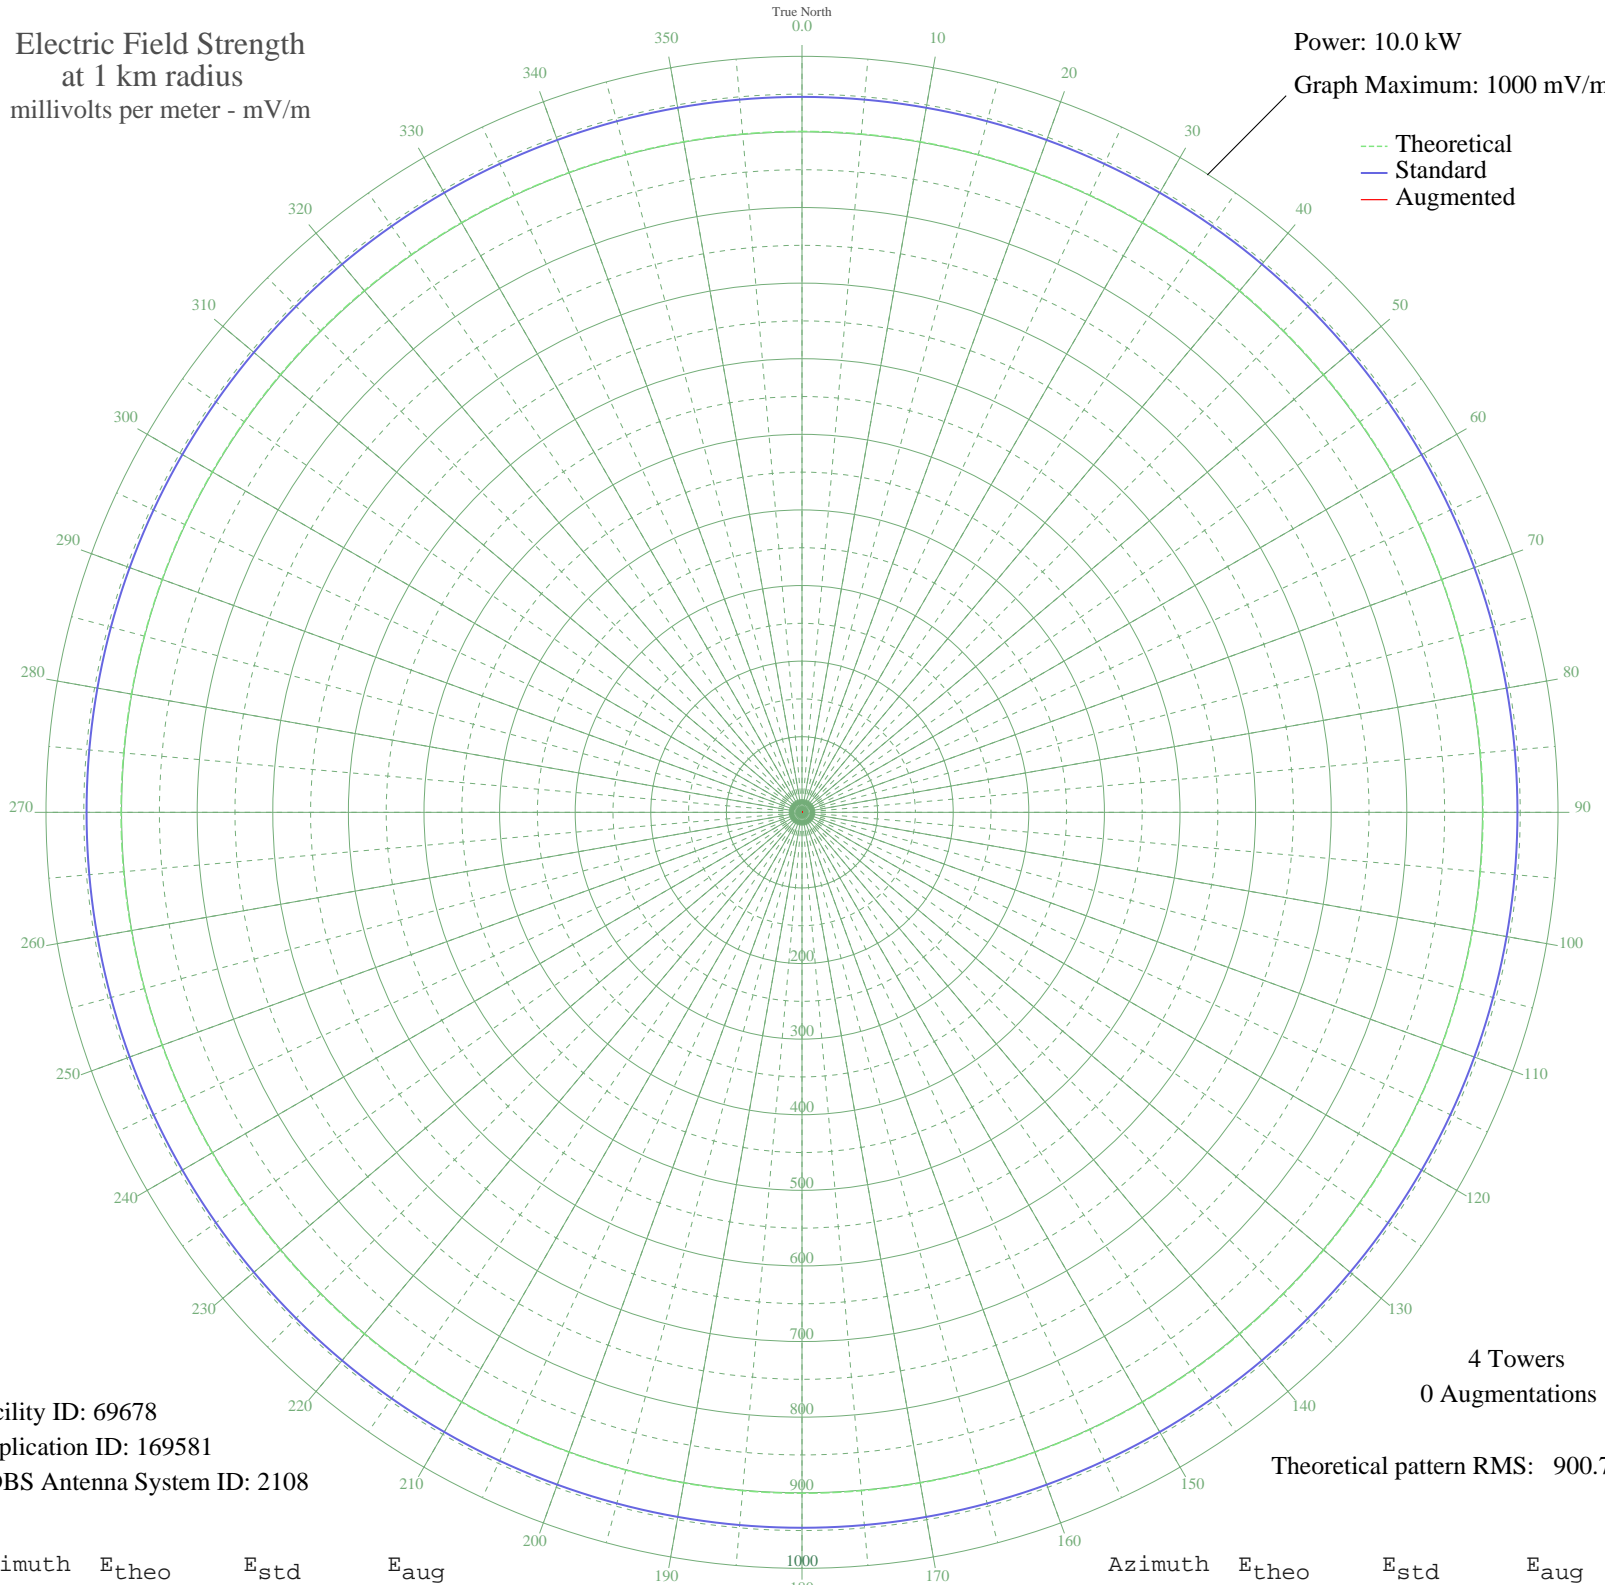 True North
0.0
Electric Field Strength
at 1 km radius
millivolts per meter - mV/m
Power: 10.0 kW
Graph Maximum: 1000 mV/m
Theoretical
Standard
Augmented
350
10
340
20
330
30
320
40
310
50
300
60
290
70
280
80
270
90
260
100
250
110
240
120
230
130
220
140
210
150
200
160
190
170
200
300
400
500
600
700
800
900
1000
4 Towers
0 Augmentations
Theoretical pattern RMS: 900.7
cility ID: 69678
plication ID: 169581
DBS Antenna System ID: 2108
imuth Etheo Estd Eaug
Azimuth Etheo Estd Eaug